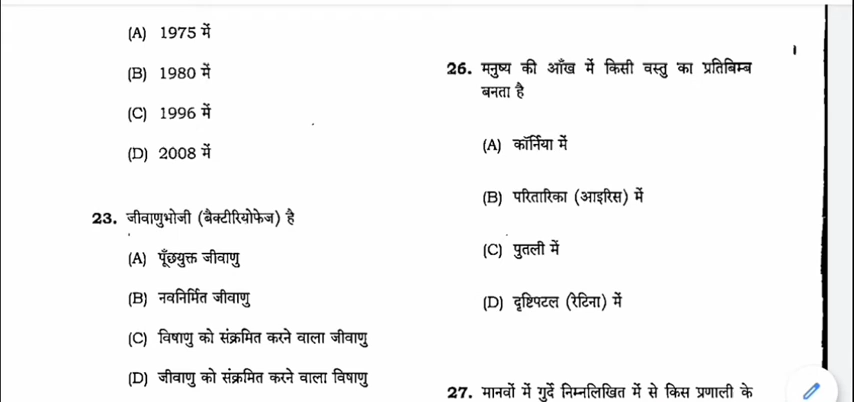 (A) 1975 में
(B) 1980 में
(C) 1996 में
(D) 2008 में
23. जीवाणुभोजी (बैक्टीरियोफेज) है
(A) पूँछयुक्त जीवाणु
(B) नवनिर्मित जीवाणु
(C) विषाणु को संक्रमित करने वाला जीवाणु
(D) जीवाणु को संक्रमित करने वाला विषाणु
26. मनुष्य की आँख में किसी वस्तु का प्रतिबिम्ब
बनता है
(A) कॉर्निया में
(B) परितारिका (आइरिस) में
(C) पुतली में
(D) दृष्टिपटल (रेटिना) में
27. मानवों में गुर्दे निम्नलिखित में से किस प्रणाली के